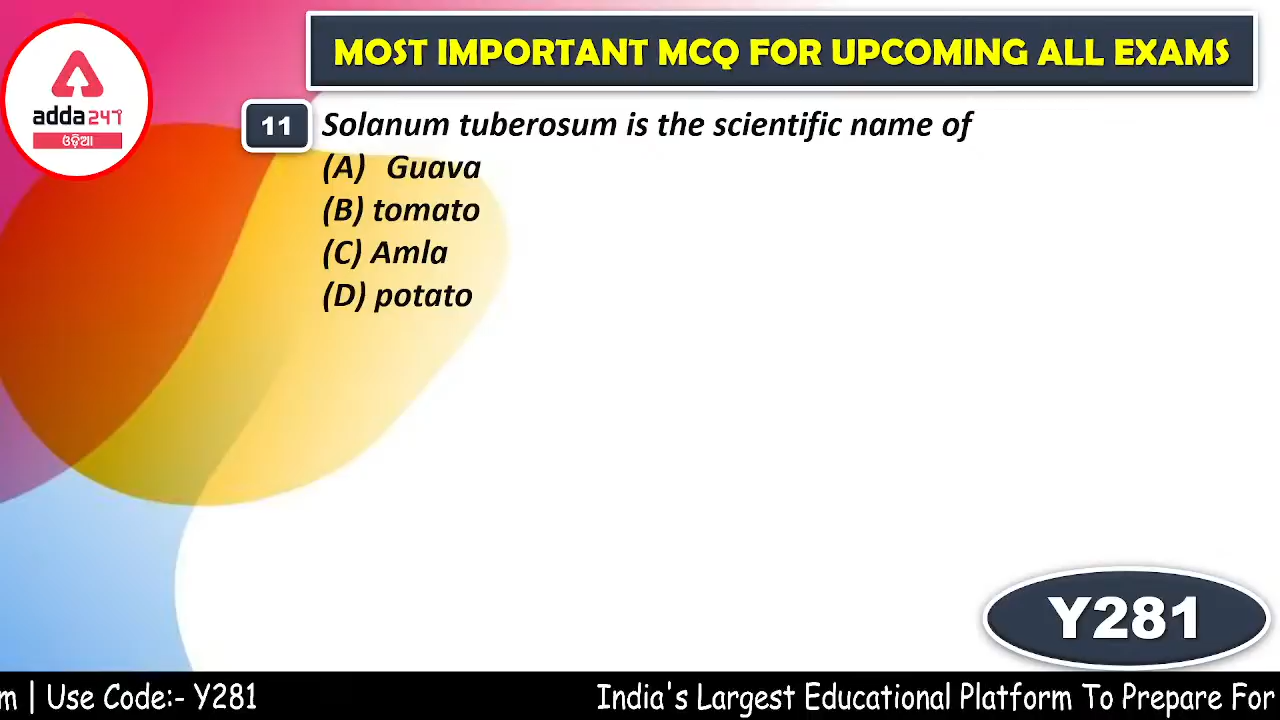 MOST IMPORTANT MCQ FOR UPCOMING ALL EXAMS
adda247
ଓଡ଼ିଆ
11 Solanum tuberosum is the scientific name of
(A) Guava
(B) tomato
(C) Amla
(D) potato
Y281
m | Use Code:- Y281 India's Largest Educational Platform To Prepare For